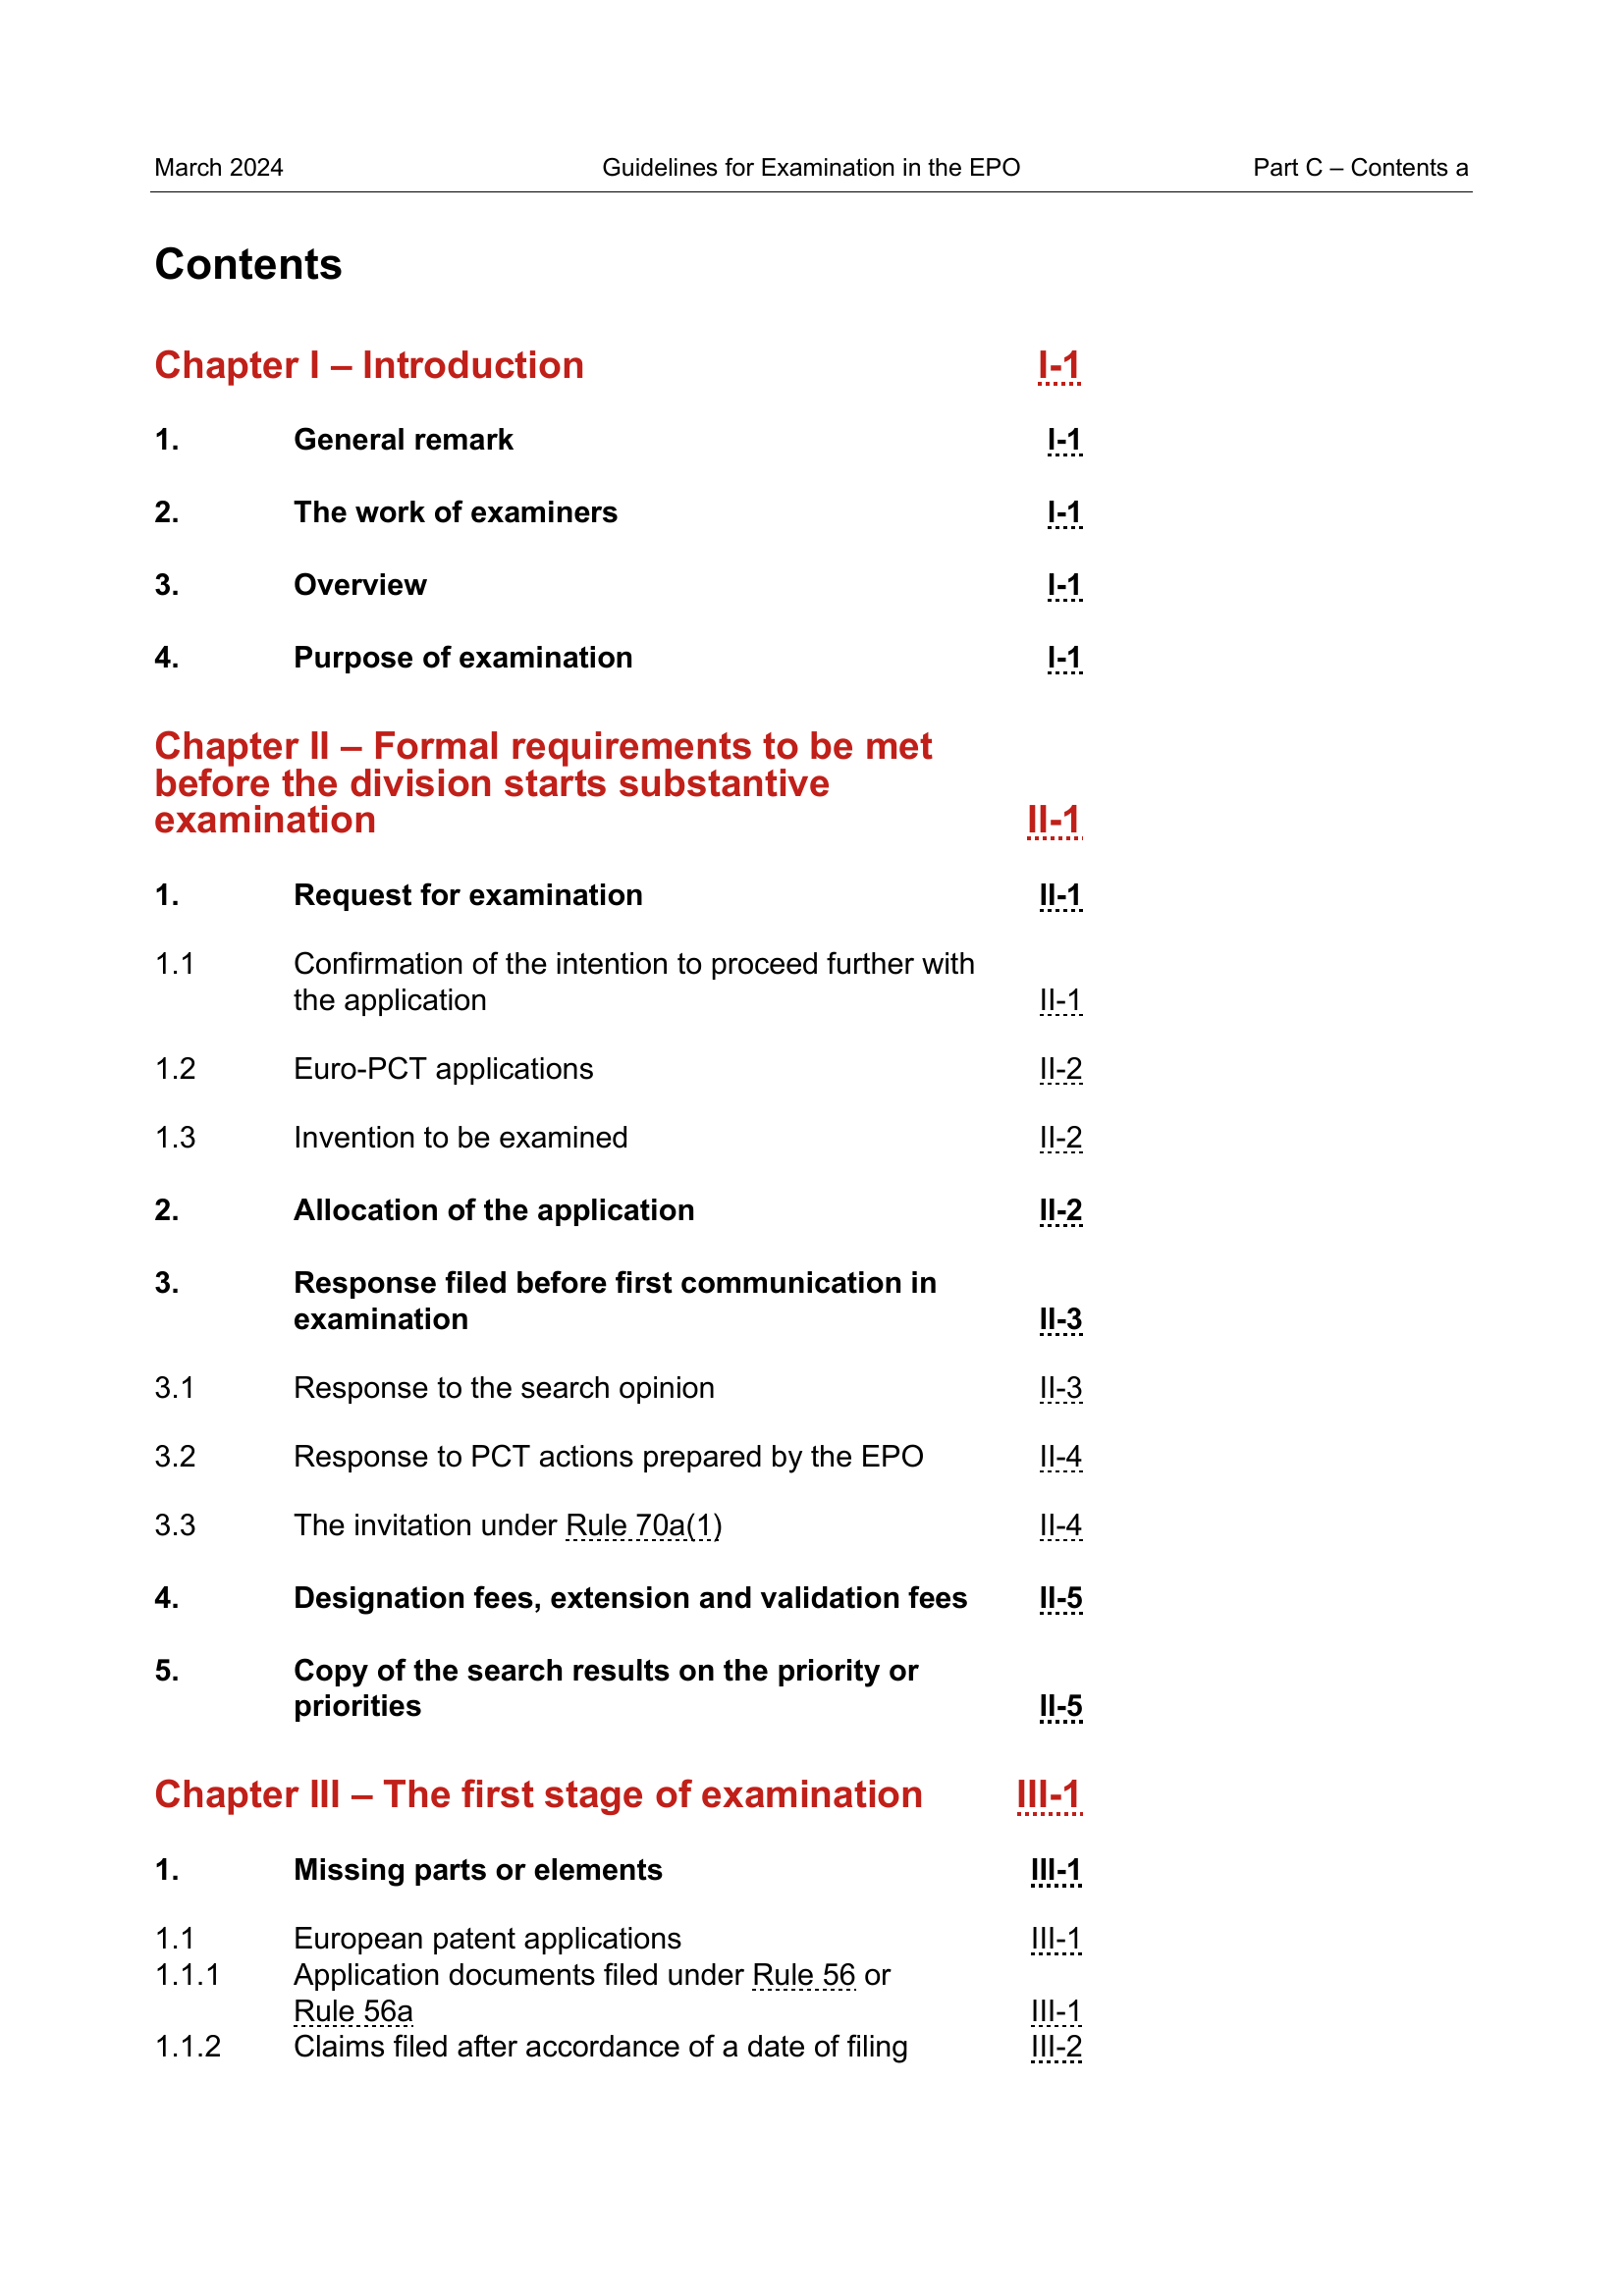 March 2024 Guidelines for Examination in the EPO Part C – Contents a
Contents
Chapter I – Introduction I-1
1. General remark I-1
2. The work of examiners I-1
3. Overview I-1
4. Purpose of examination I-1
Chapter II – Formal requirements to be met
before the division starts substantive
examination II-1
1. Request for examination II-1
1.1 Confirmation of the intention to proceed further with
the application II-1
1.2 Euro-PCT applications II-2
1.3 Invention to be examined II-2
2. Allocation of the application II-2
3. Response filed before first communication in
examination II-3
3.1 Response to the search opinion II-3
3.2 Response to PCT actions prepared by the EPO II-4
3.3 The invitation under Rule 70a(1) II-4
4. Designation fees, extension and validation fees II-5
5. Copy of the search results on the priority or
priorities II-5
Chapter III – The first stage of examination III-1
1. Missing parts or elements III-1
1.1 European patent applications III-1
1.1.1 Application documents filed under Rule 56 or
Rule 56a III-1
1.1.2 Claims filed after accordance of a date of filing III-2